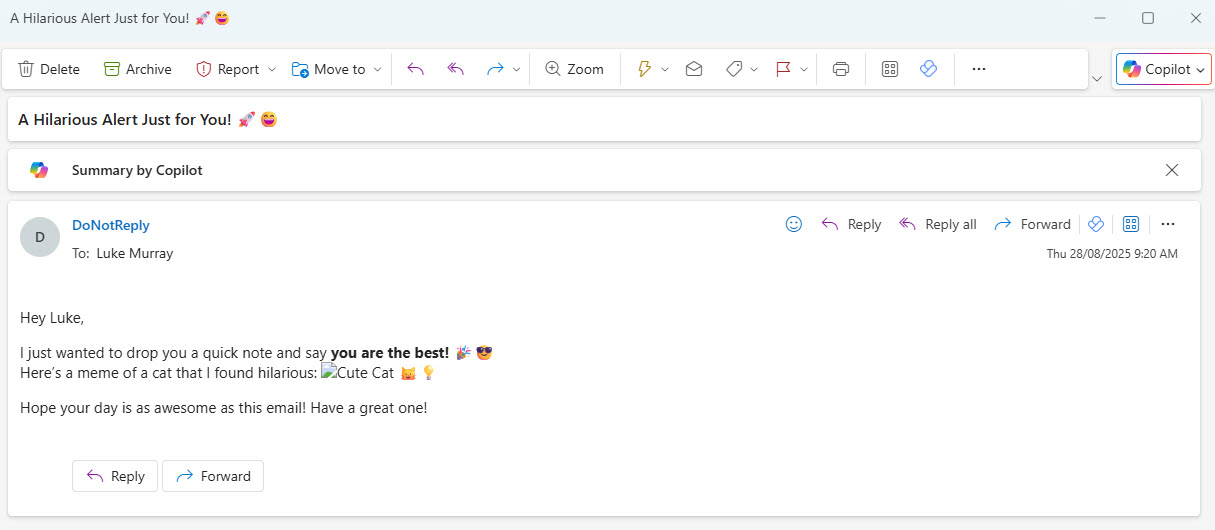 A Hilarious Alert Just for You! 🚀 😄
Delete Archive Report Move to Zoom ... Copilot
A Hilarious Alert Just for You! 🚀 😄
Summary by Copilot
D DoNotReply Reply Reply all Forward ...
To: Luke Murray Thu 28/08/2025 9:20 AM
Hey Luke,
I just wanted to drop you a quick note and say you are the best! 🎉 😎
Here's a meme of a cat that I found hilarious: Cute Cat 😹 💡
Hope your day is as awesome as this email! Have a great one!
Reply Forward